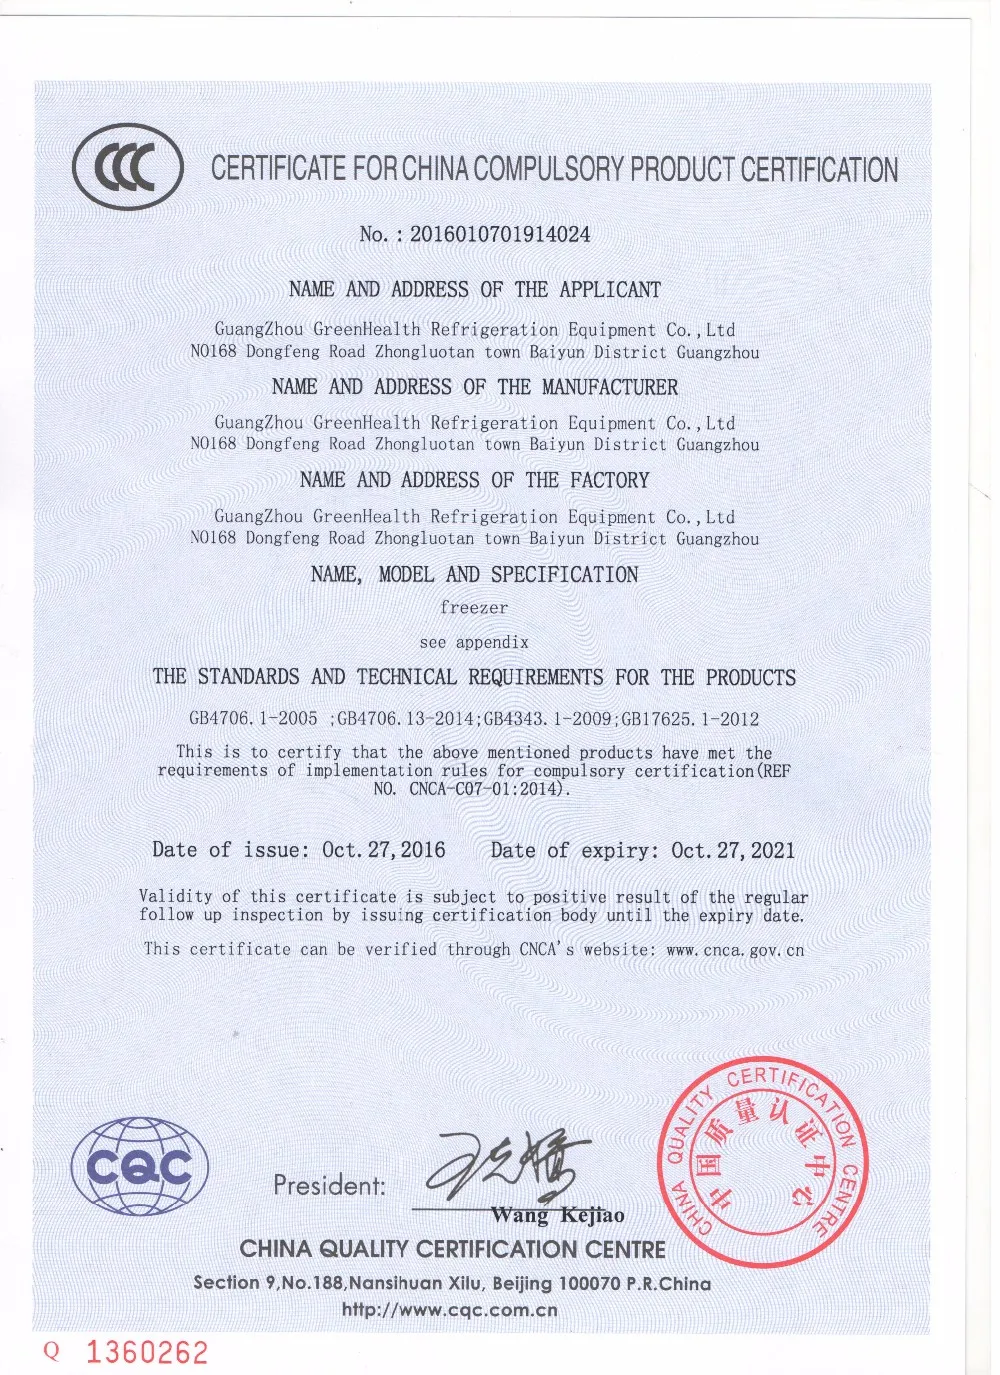 CCC
CERTIFICATE FOR CHINA COMPULSORY PRODUCT CERTIFICATION
No. : 2016010701914024
NAME AND ADDRESS OF THE APPLICANT
GuangZhou GreenHealth Refrigeration Equipment Co.,Ltd
NO168 Dongfeng Road Zhongluotan town Baiyun District Guangzhou
NAME AND ADDRESS OF THE MANUFACTURER
GuangZhou GreenHealth Refrigeration Equipment Co.,Ltd
NO168 Dongfeng Road Zhongluotan town Baiyun District Guangzhou
NAME AND ADDRESS OF THE FACTORY
GuangZhou GreenHealth Refrigeration Equipment Co.,Ltd
NO168 Dongfeng Road Zhongluotan town Baiyun District Guangzhou
NAME, MODEL AND SPECIFICATION
freezer
see appendix
THE STANDARDS AND TECHNICAL REQUIREMENTS FOR THE PRODUCTS
GB4706.1-2005 ;GB4706.13-2014;GB4343.1-2009;GB17625.1-2012
This is to certify that the above mentioned products have met the
requirements of implementation rules for compulsory certification(REF
NO. CNCA-C07-01:2014).
Date of issue: Oct.27,2016 Date of expiry: Oct.27,2021
Validity of this certificate is subject to positive result of the regular
follow up inspection by issuing certification body until the expiry date.
This certificate can be verified through CNCA's website: www.cnca.gov.cn
CHINA QUALITY CERTIFICATION CENTRE
中国质量认证中心
CQC
President:
Wang Kejiao
CHINA QUALITY CERTIFICATION CENTRE
Section 9,No.188,Nansihuan Xilu, Beijing 100070 P.R.China
http://www.cqc.com.cn
Q 1360262